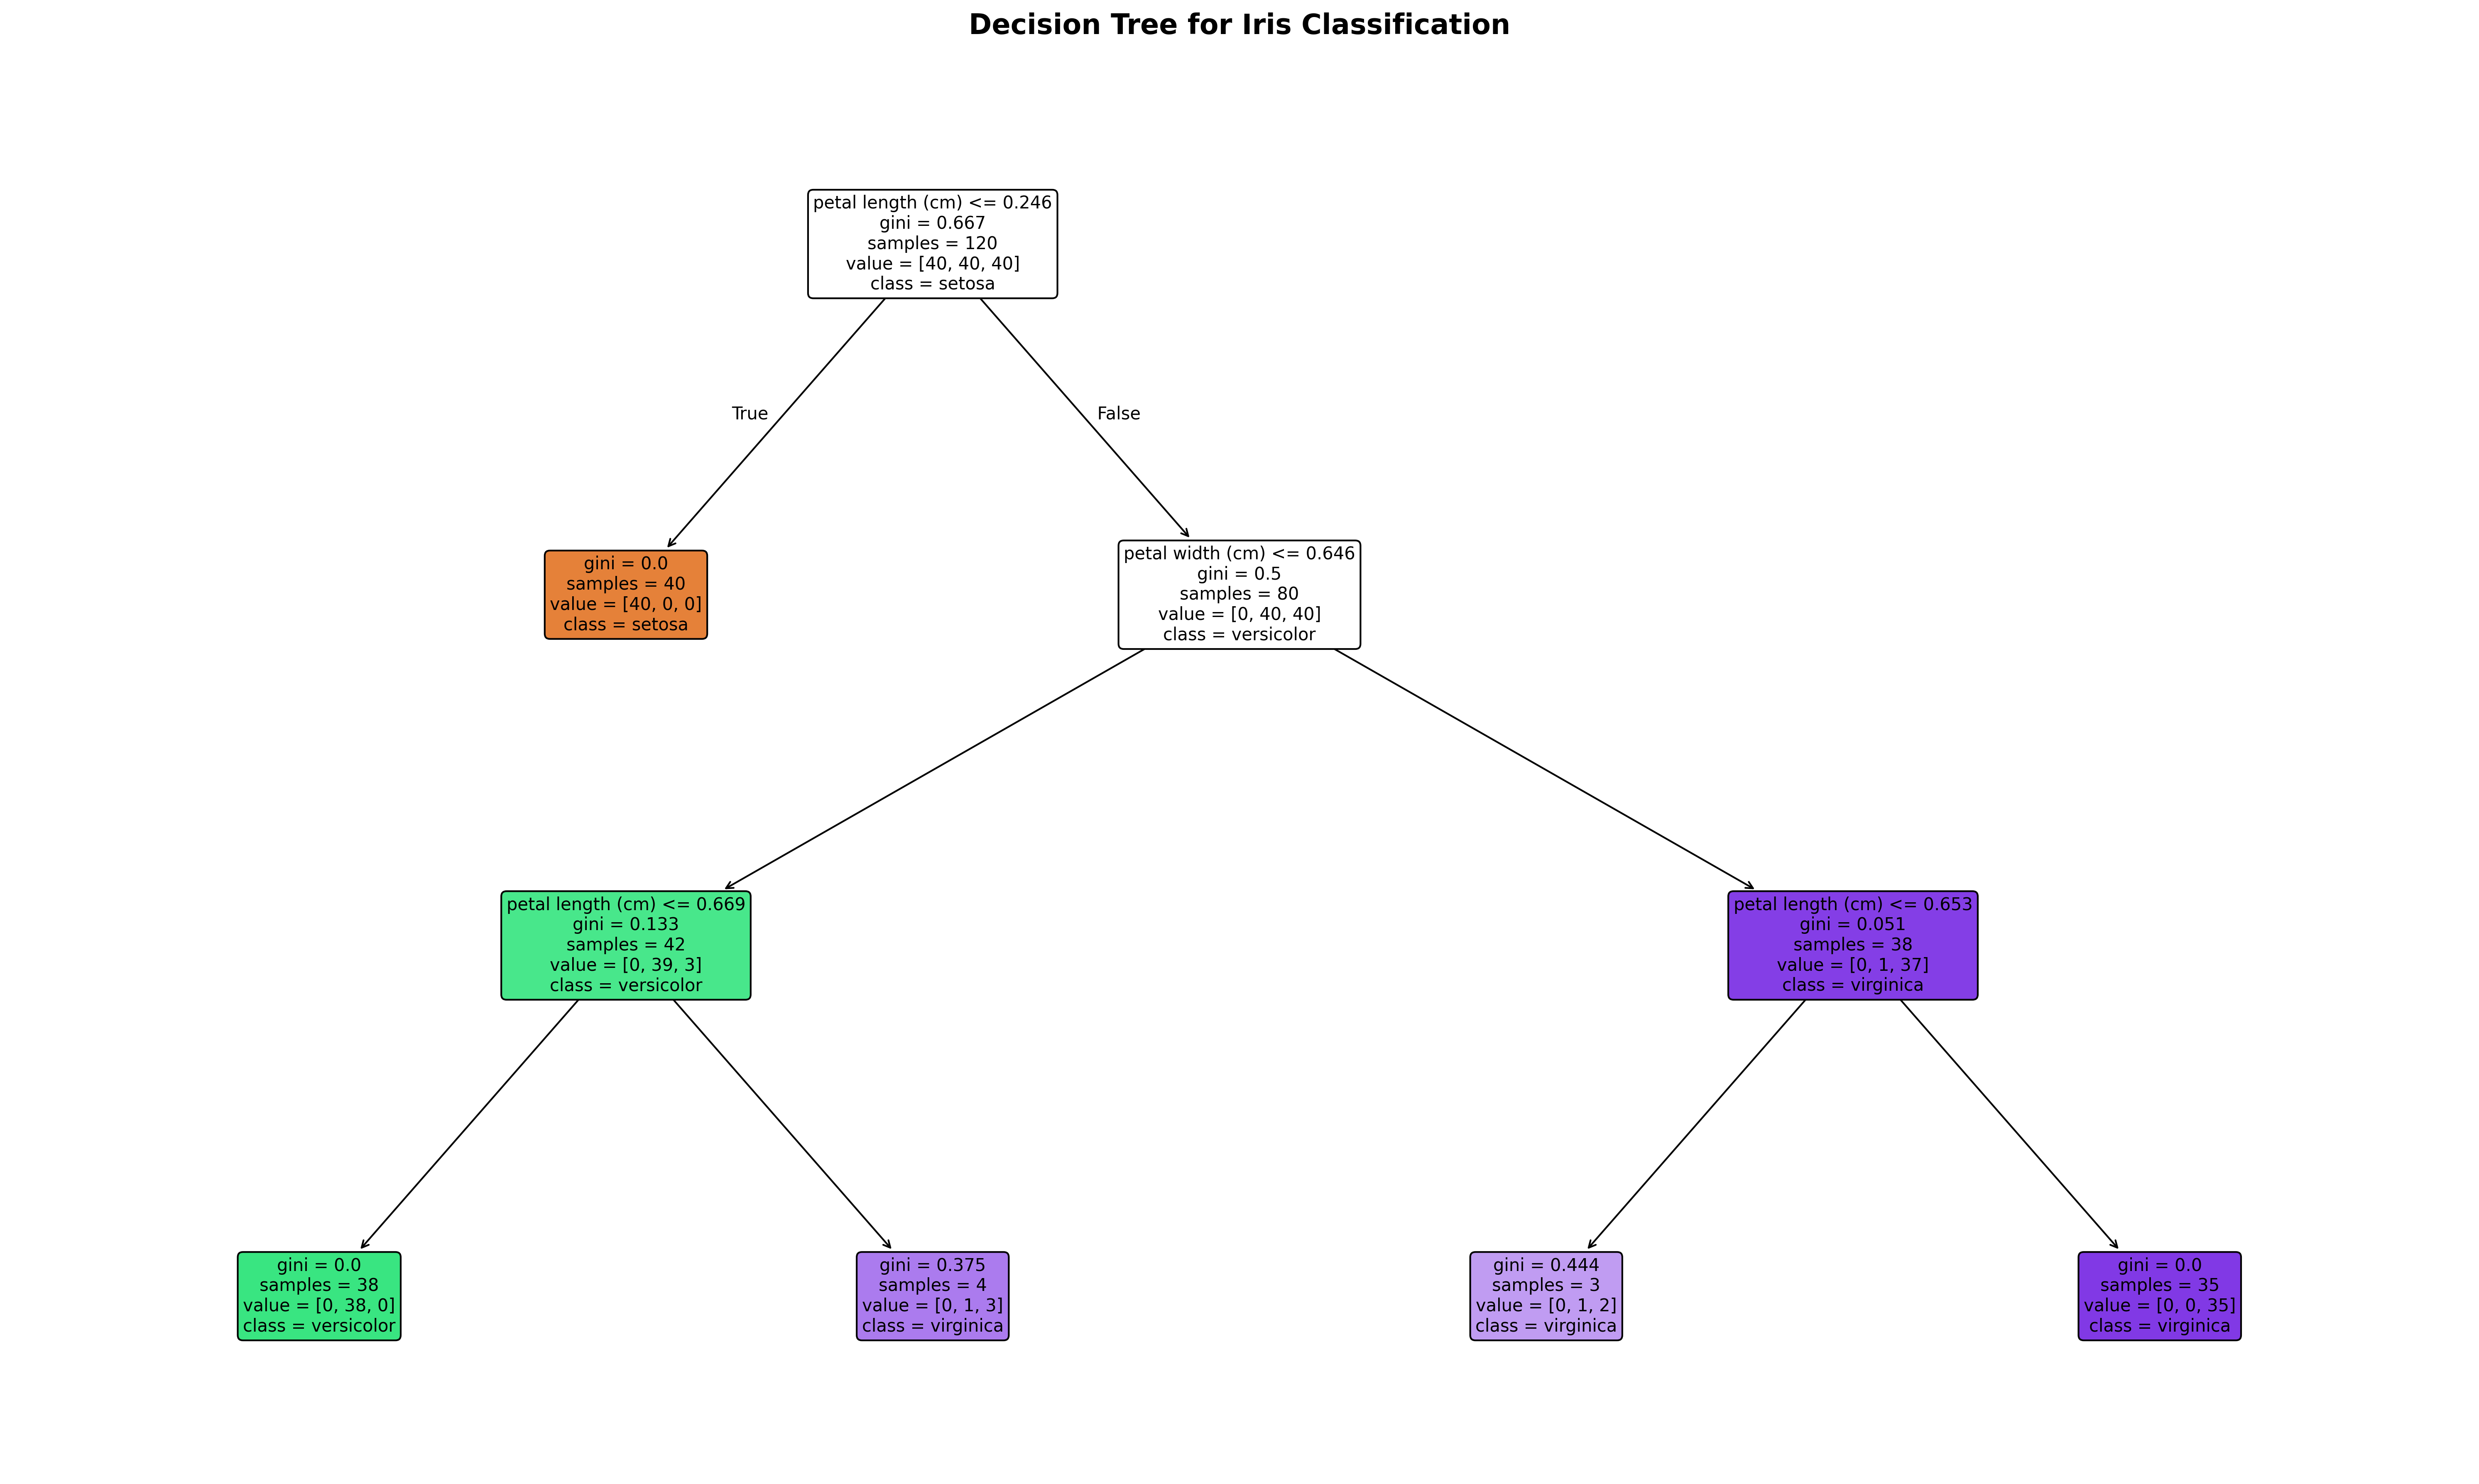 Decision Tree for Iris Classification
petal length (cm) <= 0.246
gini = 0.667
samples = 120
value = [40, 40, 40]
class = setosa
True
False
gini = 0.0
samples = 40
value = [40, 0, 0]
class = setosa
petal width (cm) <= 0.646
gini = 0.5
samples = 80
value = [0, 40, 40]
class = versicolor
petal length (cm) <= 0.669
gini = 0.133
samples = 42
value = [0, 39, 3]
class = versicolor
petal length (cm) <= 0.653
gini = 0.051
samples = 38
value = [0, 1, 37]
class = virginica
gini = 0.0
samples = 38
value = [0, 38, 0]
class = versicolor
gini = 0.375
samples = 4
value = [0, 1, 3]
class = virginica
gini = 0.444
samples = 3
value = [0, 1, 2]
class = virginica
gini = 0.0
samples = 35
value = [0, 0, 35]
class = virginica